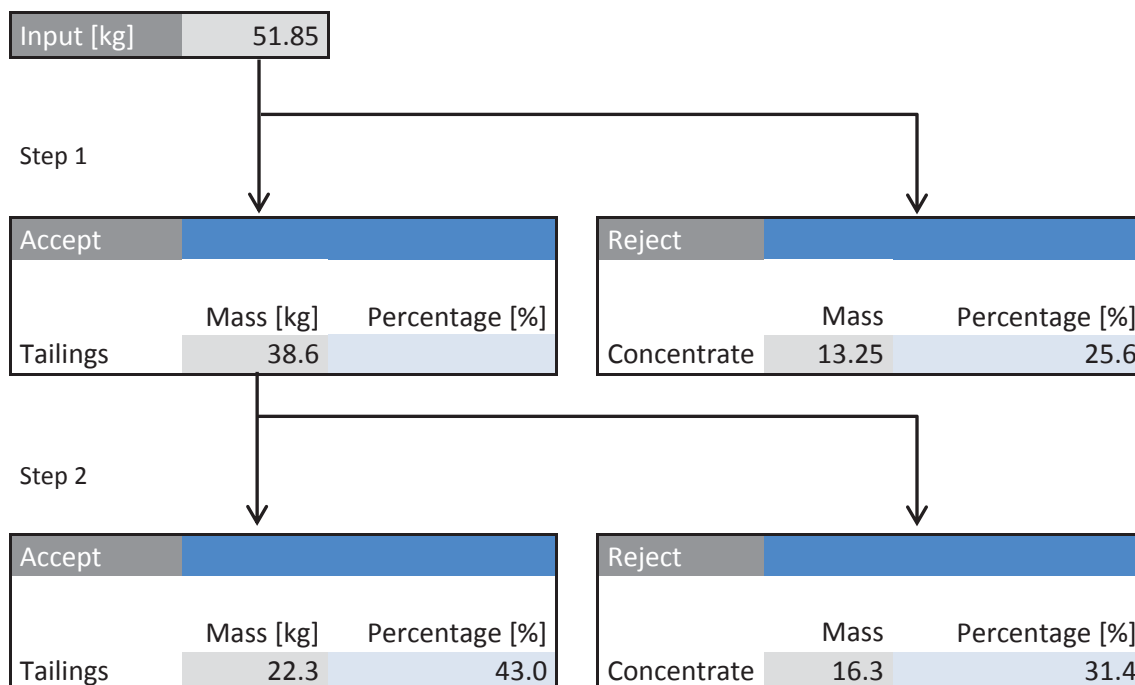 Input [kg] 51.85
Step 1
Accept Reject
Mass [kg] Percentage [%] Mass Percentage [%]
Tailings 38.6 Concentrate 13.25 25.6
Step 2
Accept Reject
Mass [kg] Percentage [%] Mass Percentage [%]
Tailings 22.3 43.0 Concentrate 16.3 31.4